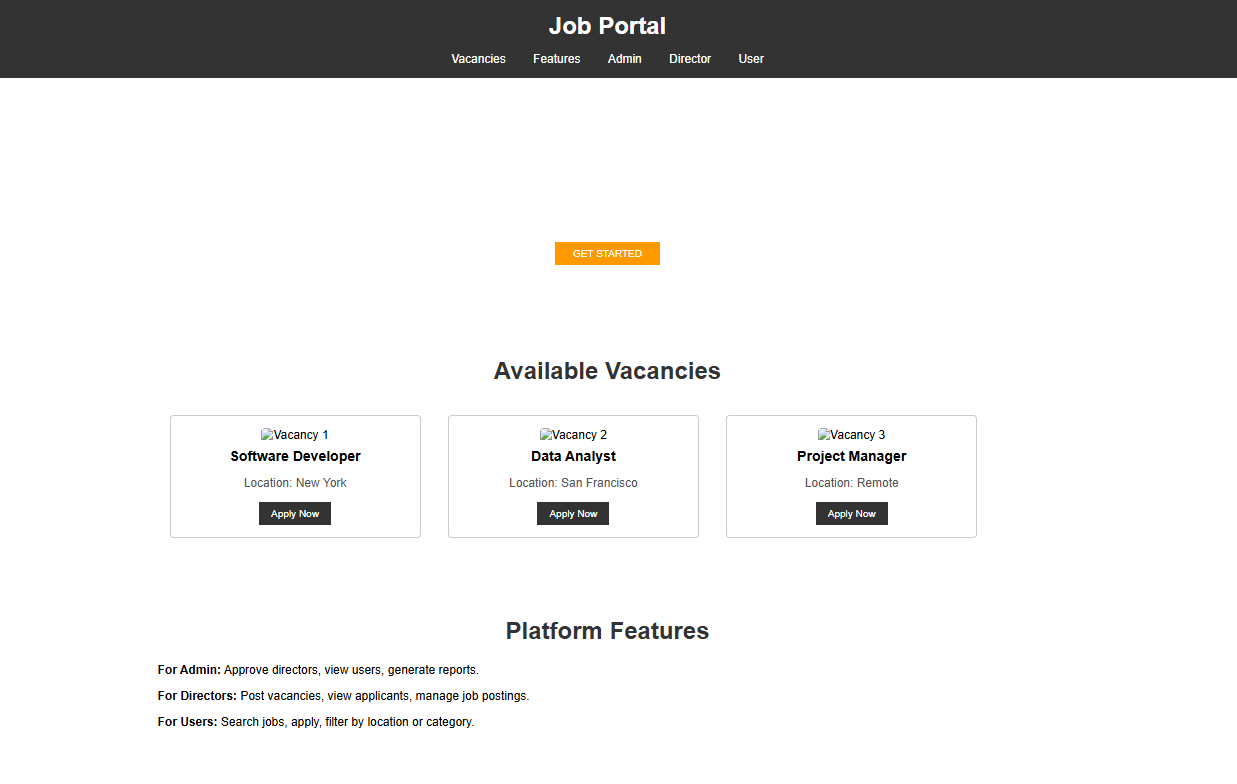 Job Portal
Vacancies Features Admin Director User
GET STARTED
Available Vacancies
Vacancy 1 Vacancy 2 Vacancy 3
Software Developer Data Analyst Project Manager
Location: New York Location: San Francisco Location: Remote
Apply Now Apply Now Apply Now
Platform Features
For Admin: Approve directors, view users, generate reports.
For Directors: Post vacancies, view applicants, manage job postings.
For Users: Search jobs, apply, filter by location or category.